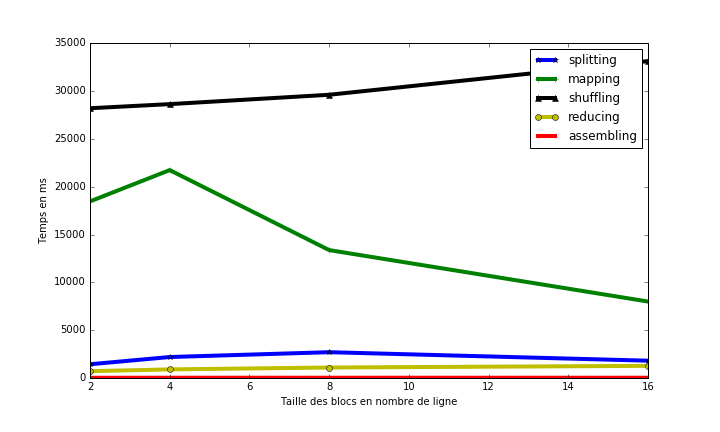 35000
30000
25000
20000
15000
10000
5000
0
Temps en ms
splitting
mapping
shuffling
reducing
assembling
2 4 6 8 10 12 14 16
Taille des blocs en nombre de ligne